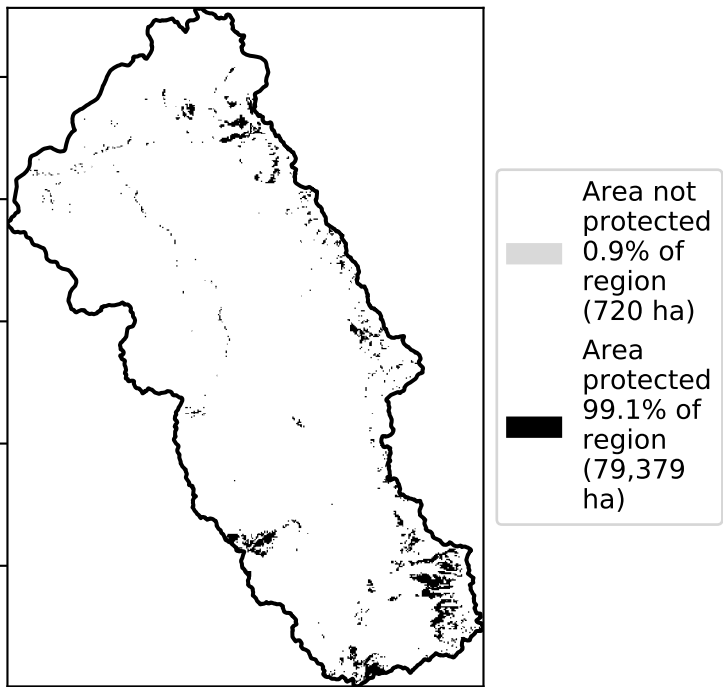 Area not
protected
0.9% of
region
(720 ha)
Area
protected
99.1% of
region
(79,379
ha)